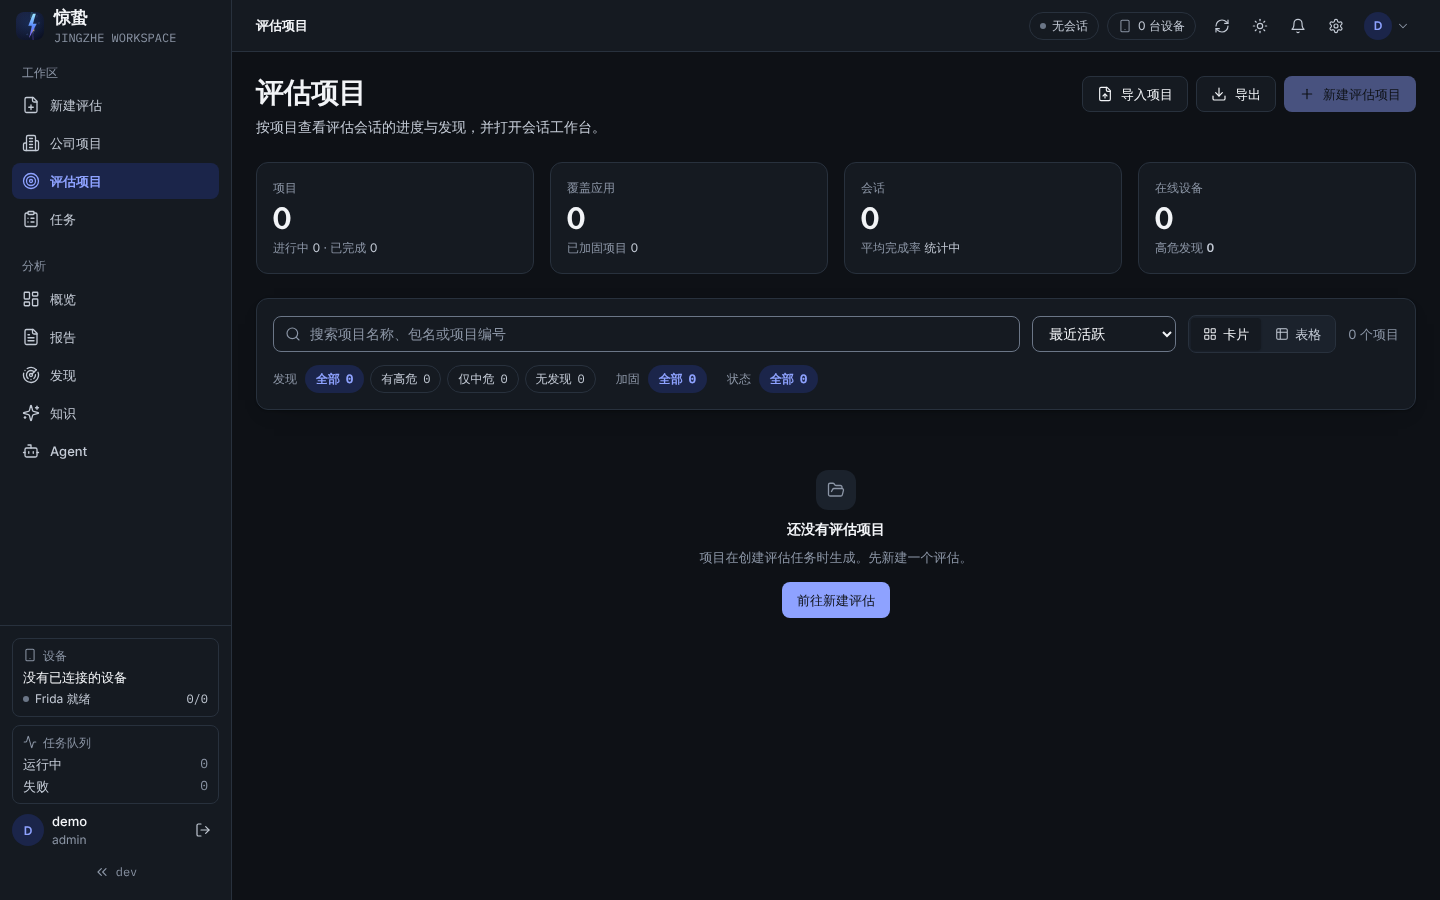 惊蛰
JINGZHE WORKSPACE
工作区
新建评估
公司项目
评估项目
任务
分析
概览
报告
发现
知识
Agent
设备
没有已连接的设备
Frida 就绪 0/0
任务队列
运行中 0
失败 0
D demo
admin
dev
评估项目
无会话 0 台设备 D
评估项目
按项目查看评估会话的进度与发现，并打开会话工作台。
导入项目 导出 新建评估项目
项目
0
进行中 0 · 已完成 0
覆盖应用
0
已加固项目 0
会话
0
平均完成率 统计中
在线设备
0
高危发现 0
搜索项目名称、包名或项目编号 最近活跃 卡片 表格 0 个项目
发现 全部 0 有高危 0 仅中危 0 无发现 0 加固 全部 0 状态 全部 0
还没有评估项目
项目在创建评估任务时生成。先新建一个评估。
前往新建评估